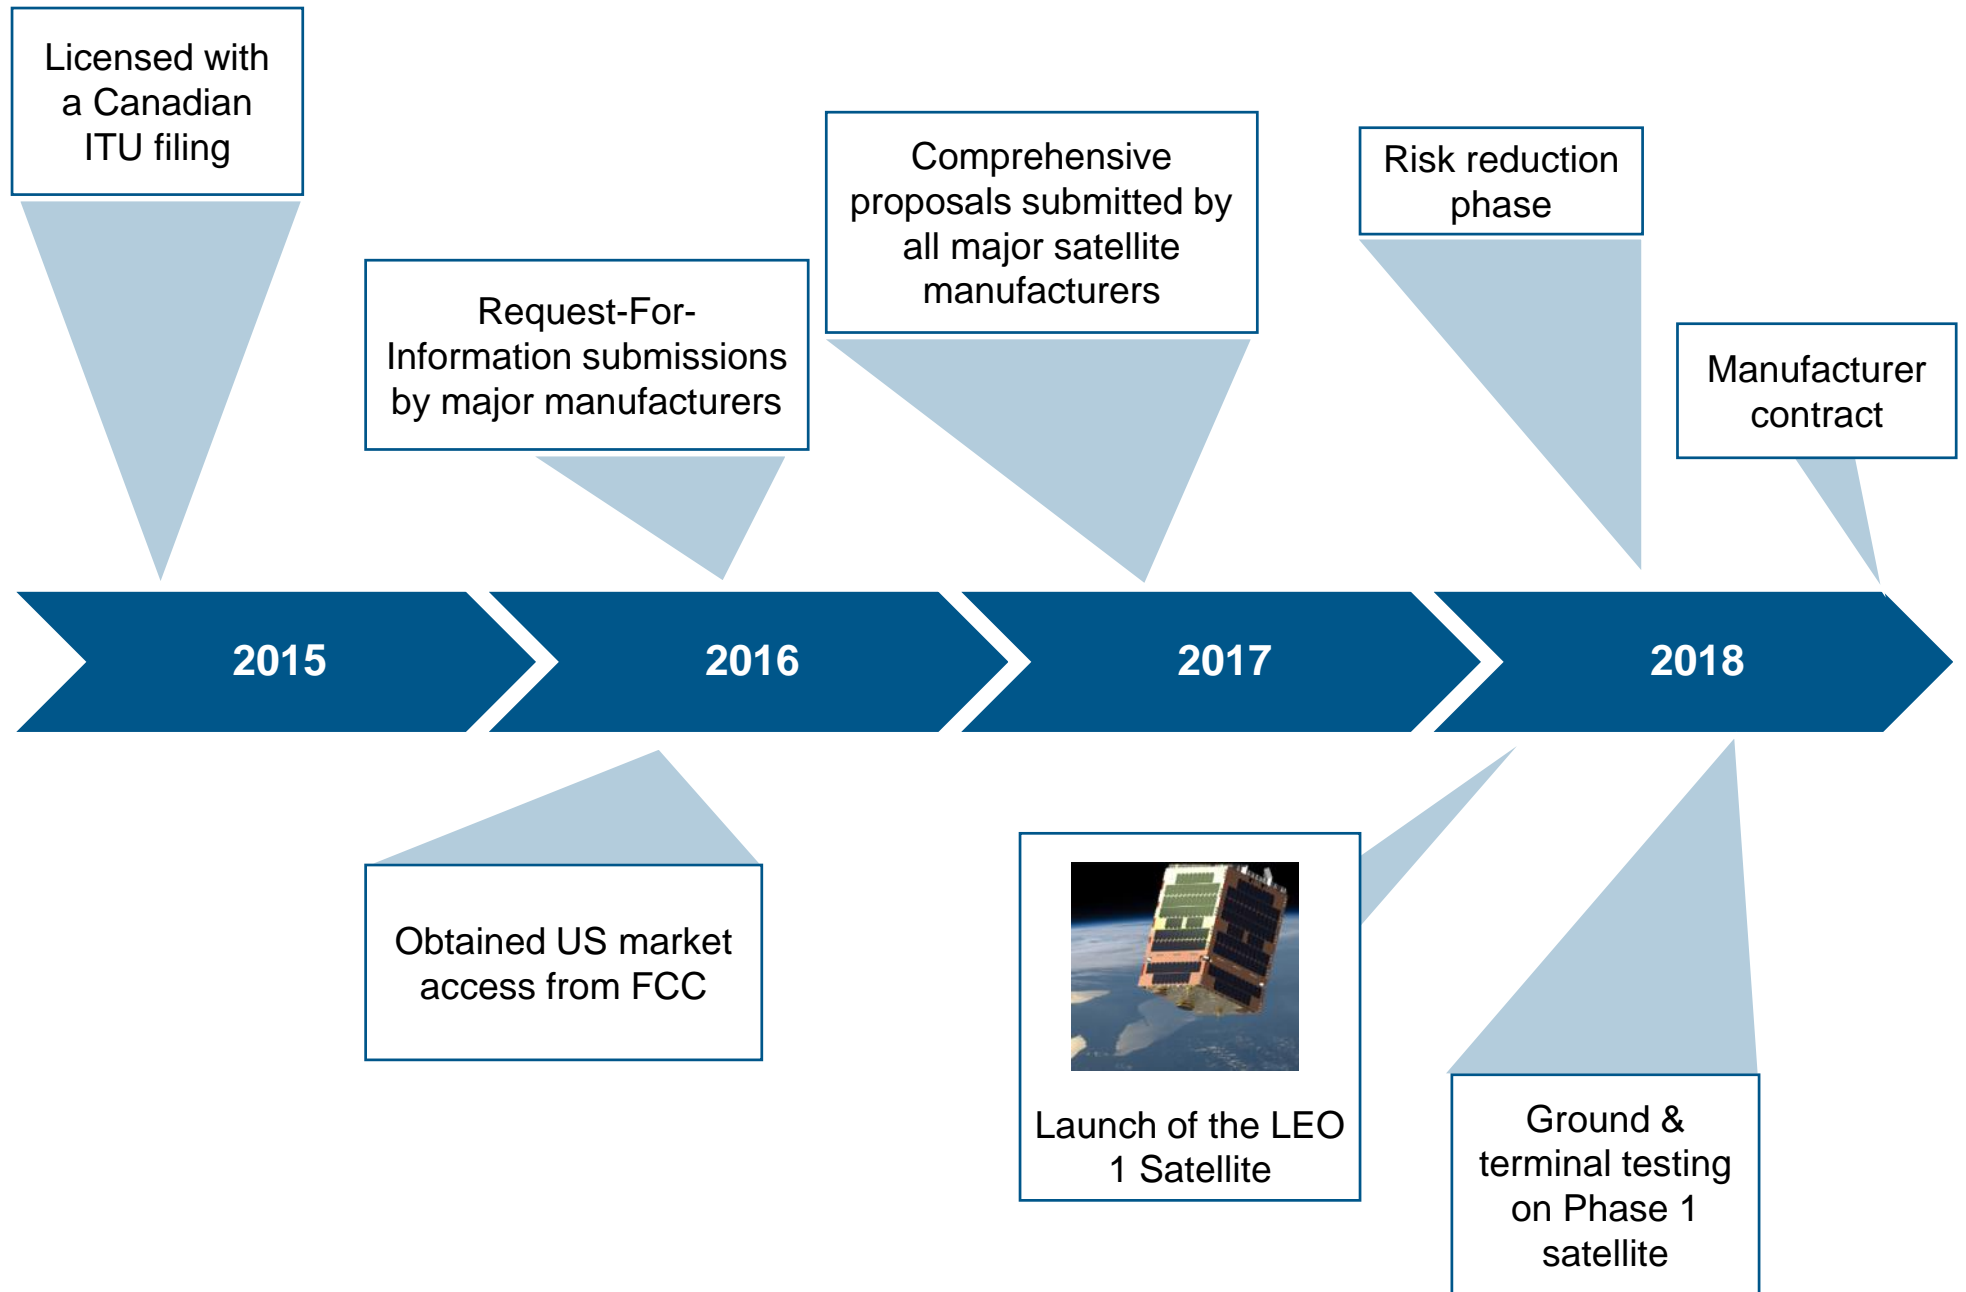 Licensed with
a Canadian
ITU filing
Request-For-
Information submissions
by major manufacturers
Comprehensive
proposals submitted by
all major satellite
manufacturers
Risk reduction
phase
Manufacturer
contract
2015
2016
2017
2018
Obtained US market
access from FCC
Launch of the LEO
1 Satellite
Ground &
terminal testing
on Phase 1
satellite